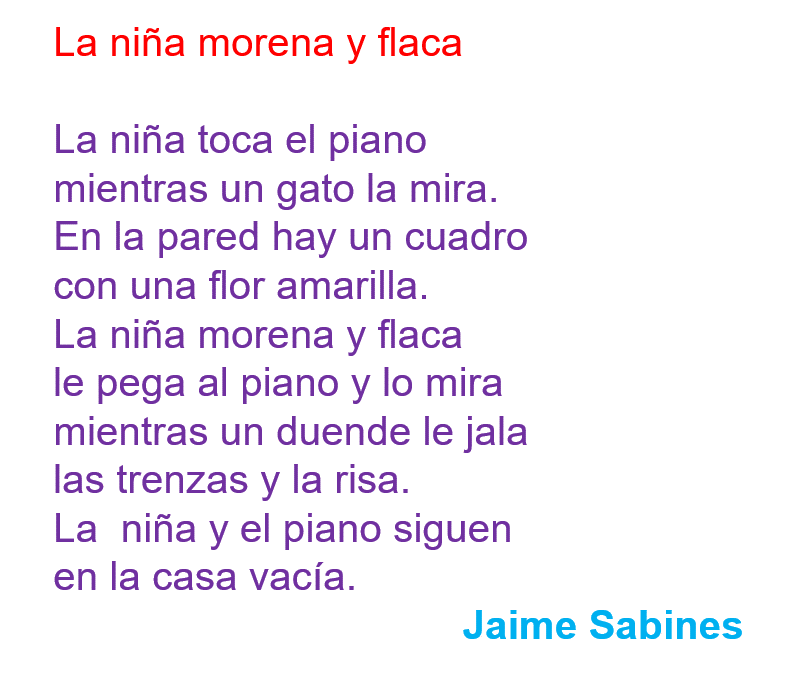 La niña morena y flaca
La niña toca el piano
mientras un gato la mira.
En la pared hay un cuadro
con una flor amarilla.
La niña morena y flaca
le pega al piano y lo mira
mientras un duende le jala
las trenzas y la risa.
La  niña y el piano siguen
en la casa vacía.
Jaime Sabines